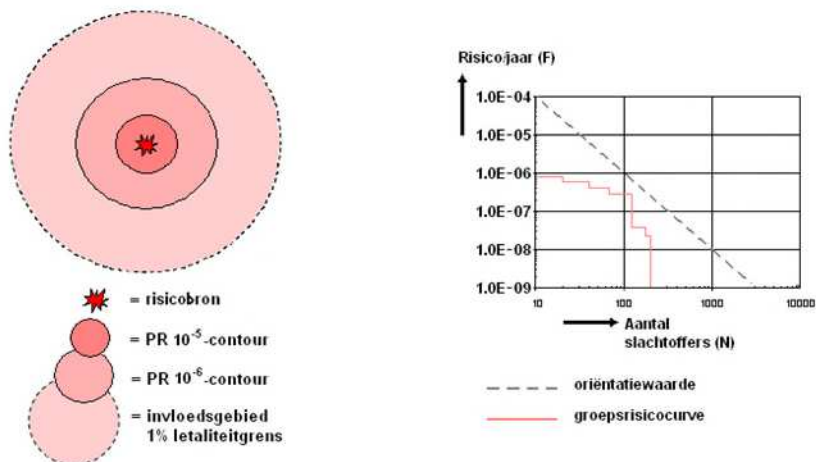 = risicobron
= PR 10⁻⁵-contour
= PR 10⁻⁶-contour
= invloedsgebied
1% letaliteitgrens
Risico/jaar (F)
1.0E-04
1.0E-05
1.0E-06
1.0E-07
1.0E-08
1.0E-09
10 100 1000 10000
Aantal
slachtoffers (N)
oriëntatiewaarde
groepsrisicocurve